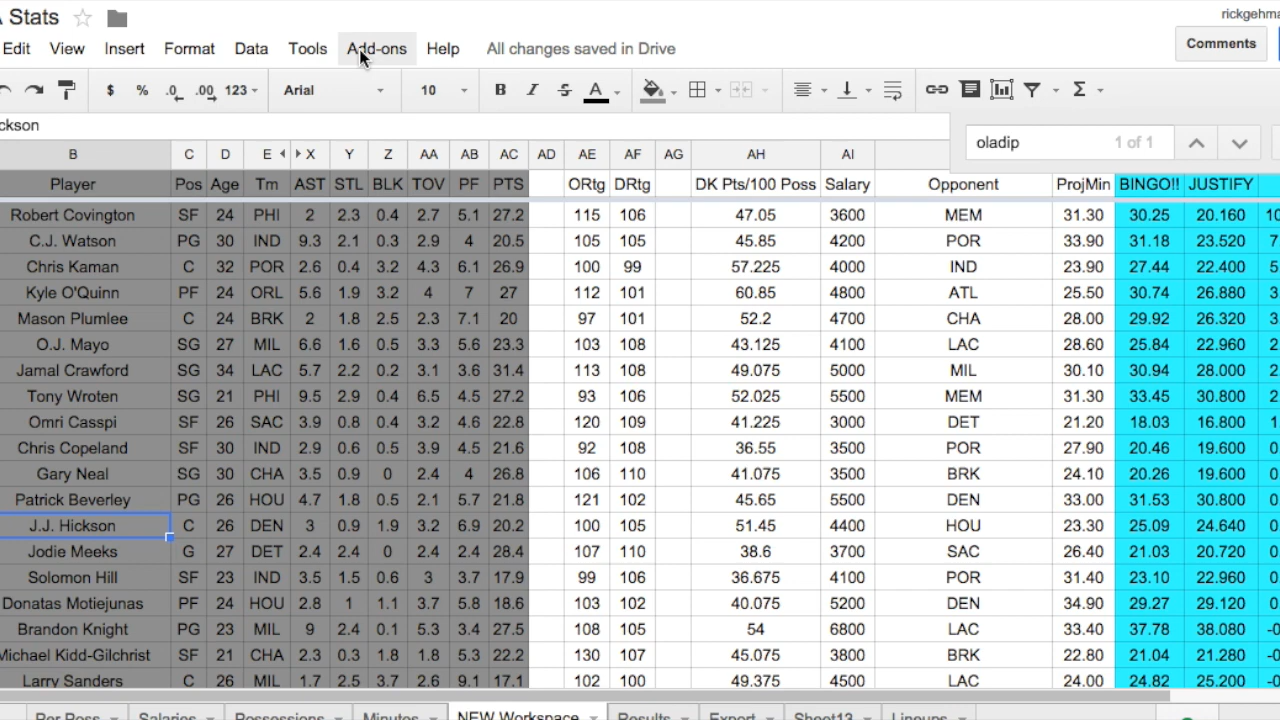 Stats
rickgehma
Edit View Insert Format Data Tools Add-ons Help All changes saved in Drive Comments
$ % .0 .00 123 Arial 10 B I S A Σ
ckson
oladip 1 of 1
B C D E X Y Z AA AB AC AD AE AF AG AH AI
Player Pos Age Tm AST STL BLK TOV PF PTS ORtg DRtg DK Pts/100 Poss Salary Opponent ProjMin BINGO!! JUSTIFY
Robert Covington SF 24 PHI 2 2.3 0.4 2.7 5.1 27.2 115 106 47.05 3600 MEM 31.30 30.25 20.160 10
C.J. Watson PG 30 IND 9.3 2.1 0.3 2.9 4 20.5 105 105 45.85 4200 POR 33.90 31.18 23.520 7
Chris Kaman C 32 POR 2.6 0.4 3.2 4.3 6.1 26.9 100 99 57.225 4000 IND 23.90 27.44 22.400 5
Kyle O'Quinn PF 24 ORL 5.6 1.9 3.2 4 7 27 112 101 60.85 4800 ATL 25.50 30.74 26.880 3
Mason Plumlee C 24 BRK 2 1.8 2.5 2.3 7.1 20 97 101 52.2 4700 CHA 28.00 29.92 26.320 3
O.J. Mayo SG 27 MIL 6.6 1.6 0.5 3.3 5.6 23.3 103 108 43.125 4100 LAC 28.60 25.84 22.960 2
Jamal Crawford SG 34 LAC 5.7 2.2 0.2 3.1 3.6 31.4 113 108 49.075 5000 MIL 30.10 30.94 28.000 2
Tony Wroten SG 21 PHI 9.5 2.9 0.4 6.5 4.5 27.2 93 106 52.025 5500 MEM 31.20 33.45 30.800 2
Omri Casspi SF 26 SAC 3.9 0.8 0.4 3.2 4.6 22.8 120 109 41.225 3000 DET 21.20 18.03 16.800 1
Chris Copeland SF 30 IND 2.9 0.6 0.5 3.9 4.5 21.6 92 108 36.55 3500 POR 27.90 20.46 19.600 0
Gary Neal SG 30 CHA 3.5 0.9 0 2.4 4 26.8 106 110 41.075 3500 BRK 24.10 20.26 19.600 0
Patrick Beverley PG 26 HOU 4.7 1.8 0.5 2.1 5.7 21.8 121 102 45.65 5500 DEN 33.00 31.53 30.800 0
J.J. Hickson C 26 DEN 3 0.9 1.9 3.2 6.9 20.2 100 105 51.45 4400 HOU 23.30 25.09 24.640 0
Jodie Meeks G 27 DET 2.4 2.4 0 2.4 2.4 28.4 107 110 38.6 3700 SAC 26.40 21.03 20.720 0
Solomon Hill SF 23 IND 3.5 1.5 0.6 3 3.7 17.9 99 106 36.675 4100 POR 31.40 23.10 22.960 0
Donatas Motiejunas PF 24 HOU 2.8 1 1.1 3.7 5.8 18.6 103 102 40.075 5200 DEN 34.90 29.27 29.120 0
Brandon Knight PG 23 MIL 9 2.4 0.1 5.3 3.4 27.5 108 105 54 6800 LAC 33.40 37.78 38.080 -0
Michael Kidd-Gilchrist SF 21 CHA 2.3 0.3 1.8 1.8 5.3 22.2 130 107 45.075 3800 BRK 22.80 21.04 21.280 -0
Larry Sanders C 26 MIL 1.7 2.5 3.7 2.6 9.1 17.1 102 100 49.375 4500 LAC 24.00 24.82 25.200 -0
Per Poss Salaries Possessions Minutes NEW Workspace Results Export Sheet13 Lineups